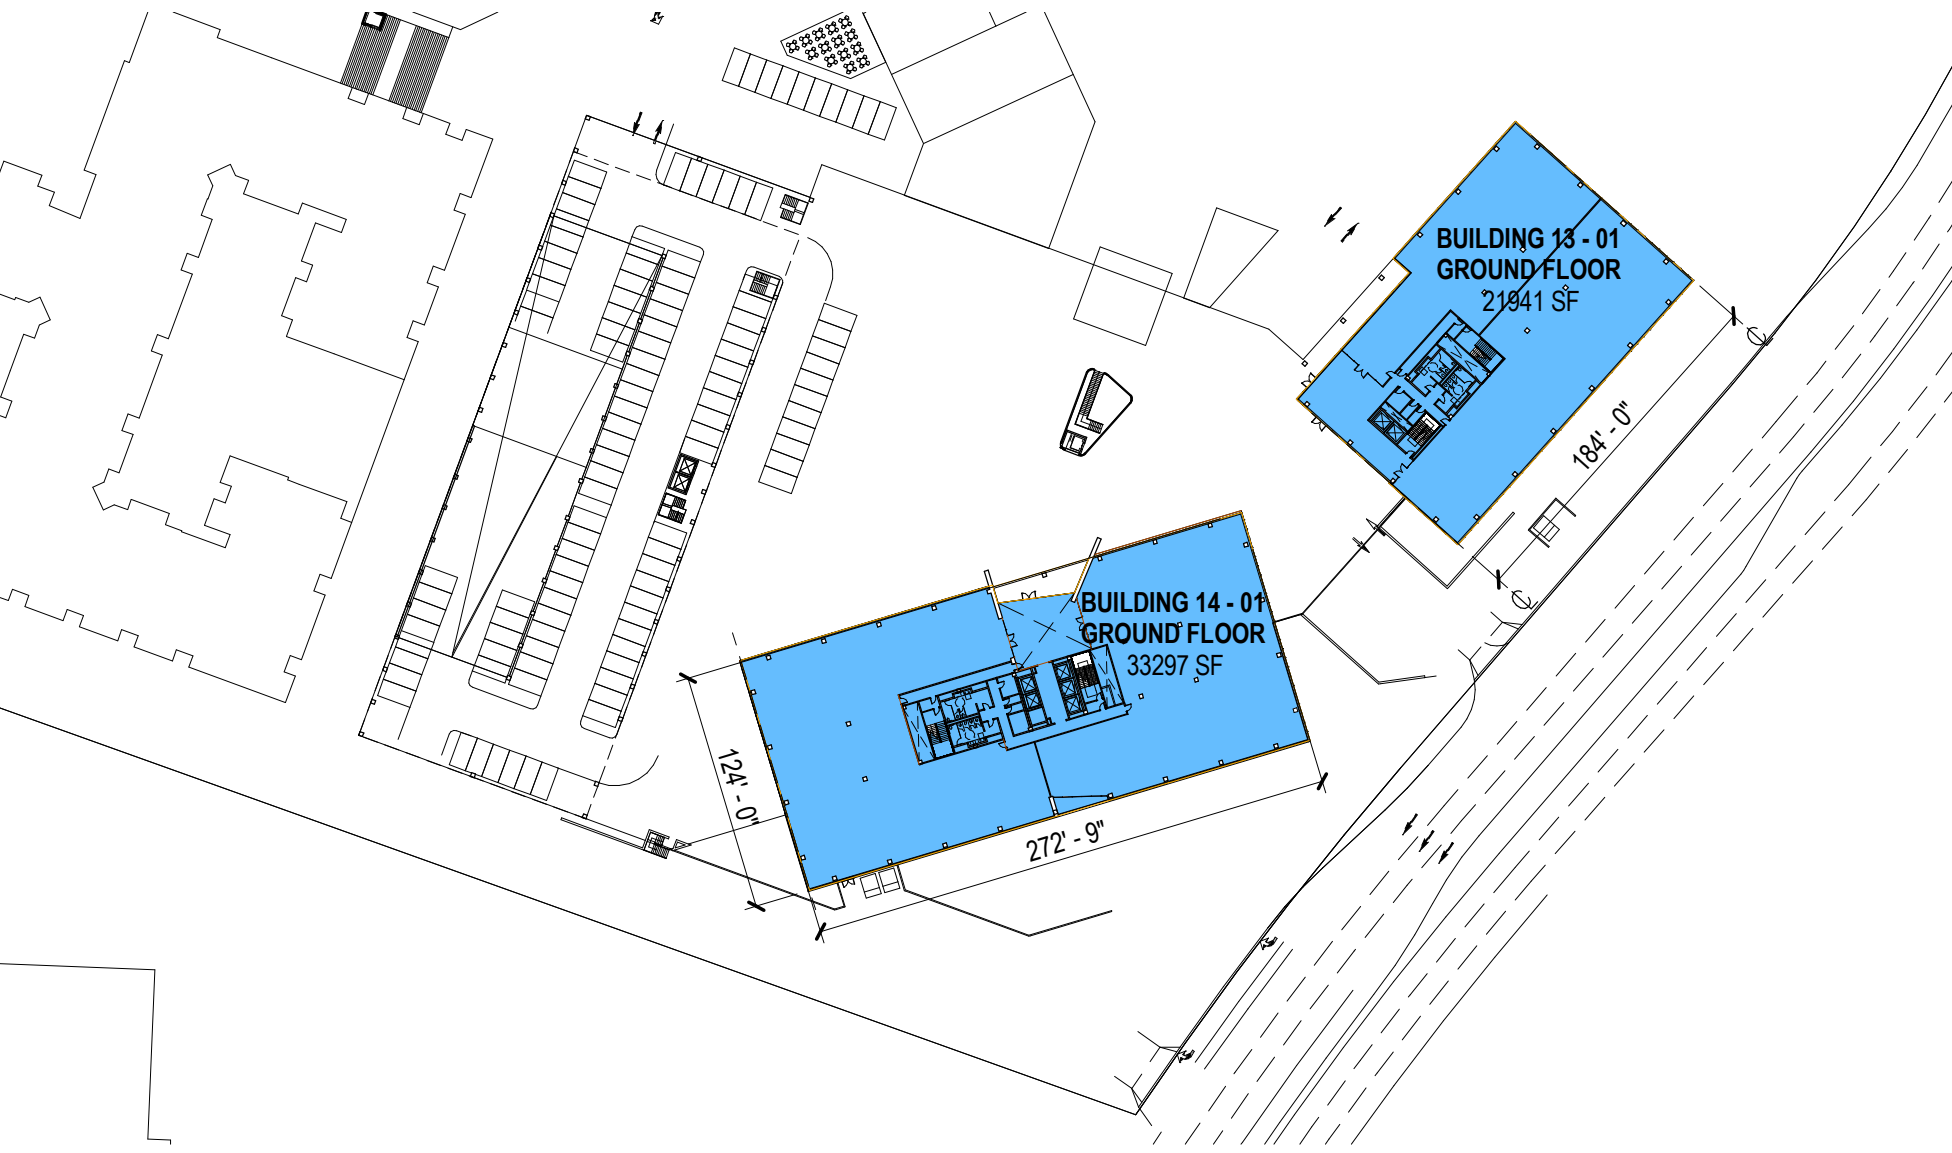 BUILDING 13 - 01
GROUND FLOOR
21941 SF
184' - 0"
BUILDING 14 - 01
GROUND FLOOR
33297 SF
124' - 0"
272' - 9"